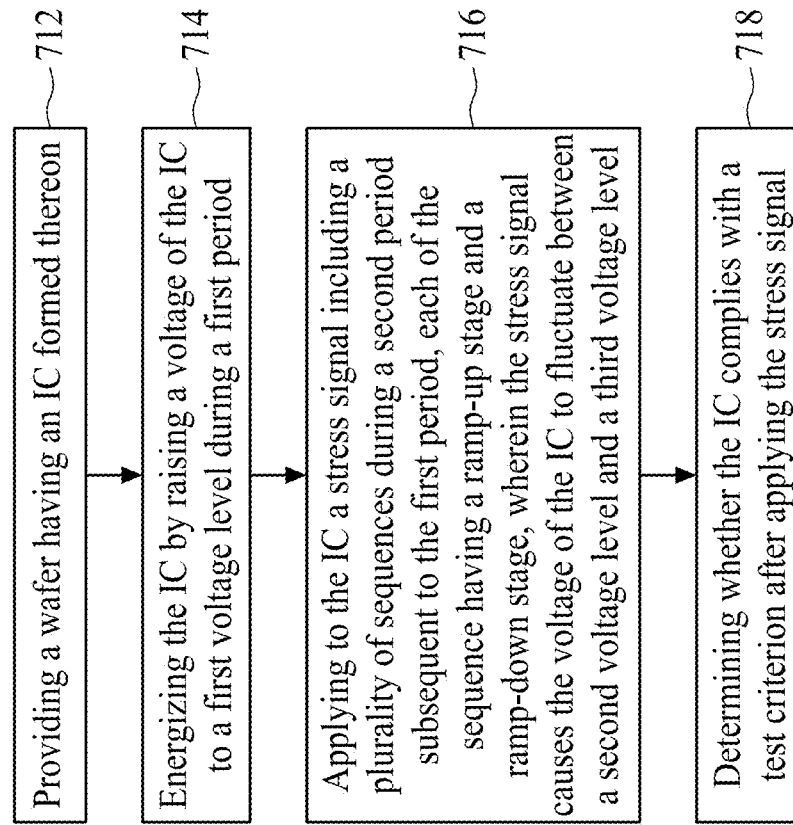 Providing a wafer having an IC formed thereon
712
Energizing the IC by raising a voltage of the IC
to a first voltage level during a first period
714
Applying to the IC a stress signal including a
plurality of sequences during a second period
subsequent to the first period, each of the
sequence having a ramp-up stage and a
ramp-down stage, wherein the stress signal
causes the voltage of the IC to fluctuate between
a second voltage level and a third voltage level
716
Determining whether the IC complies with a
test criterion after applying the stress signal
718